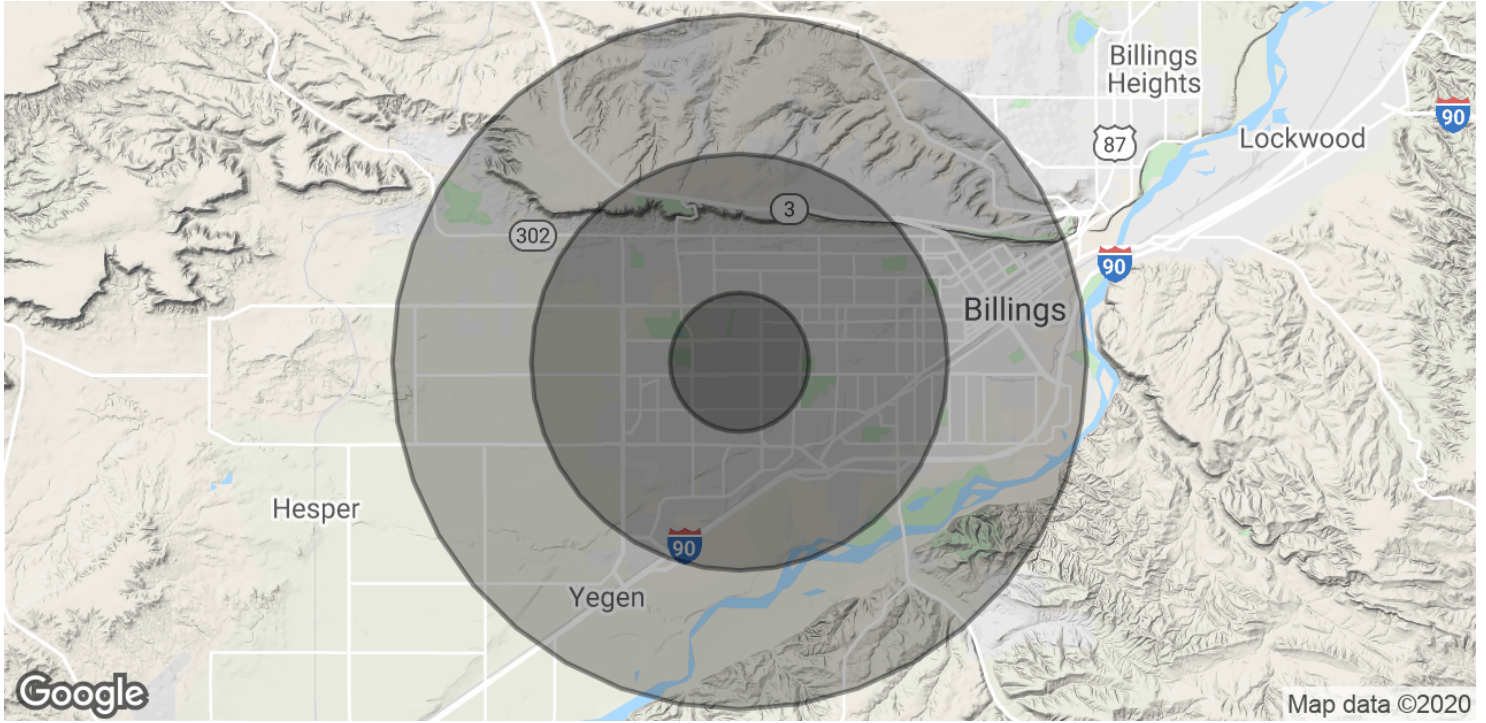 Billings
Heights
87
Lockwood
90
3
302
90
Billings
Hesper
90
Yegen
Google
Map data ©2020